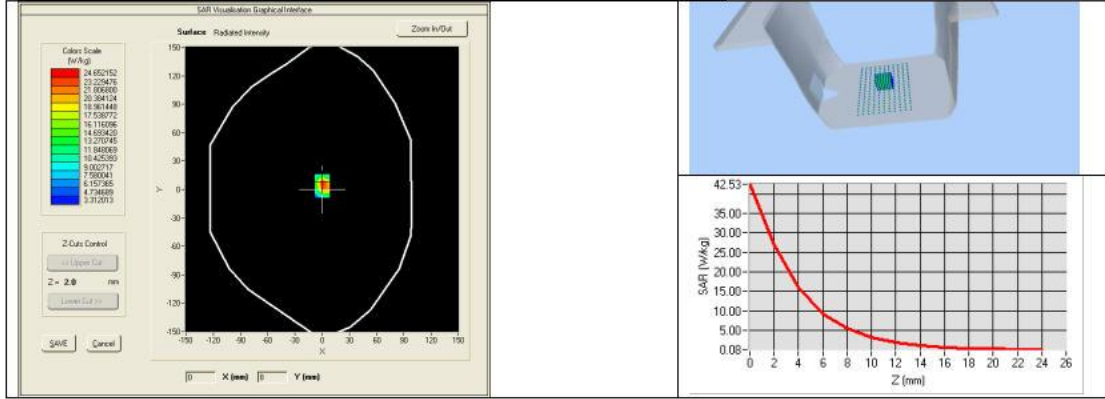 SAR Visualisation Graphical Interface
Surface Radiated Intensity
Zoom In/Out
Colors Scale
(W/kg)
24.652152
23.229476
21.806800
20.384124
18.961448
17.538772
16.116096
14.693420
13.270745
11.848069
10.425393
9.002717
7.580041
6.157365
4.734689
3.312013
Z-Cuts Control
<< Upper Cut
Z = 2.0 mm
Lower Cut >>
SAVE Cancel
150
120
90
60
30
0
-30
-60
-90
-120
-150
Y
-150 -120 -90 -60 -30 0 30 60 90 120 150
X
0 X (mm) 8 Y (mm)
42.53
35.00
30.00
25.00
20.00
15.00
10.00
5.00
0.08
SAR (W/kg)
0 2 4 6 8 10 12 14 16 18 20 22 24 26
Z (mm)